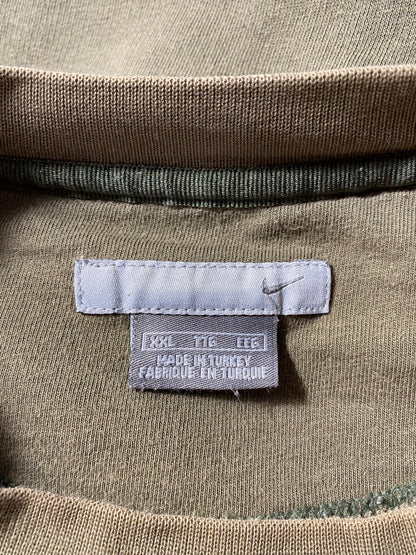 XXL TTG EEG
MADE IN TURKEY
FABRIQUE EN TURQUIE